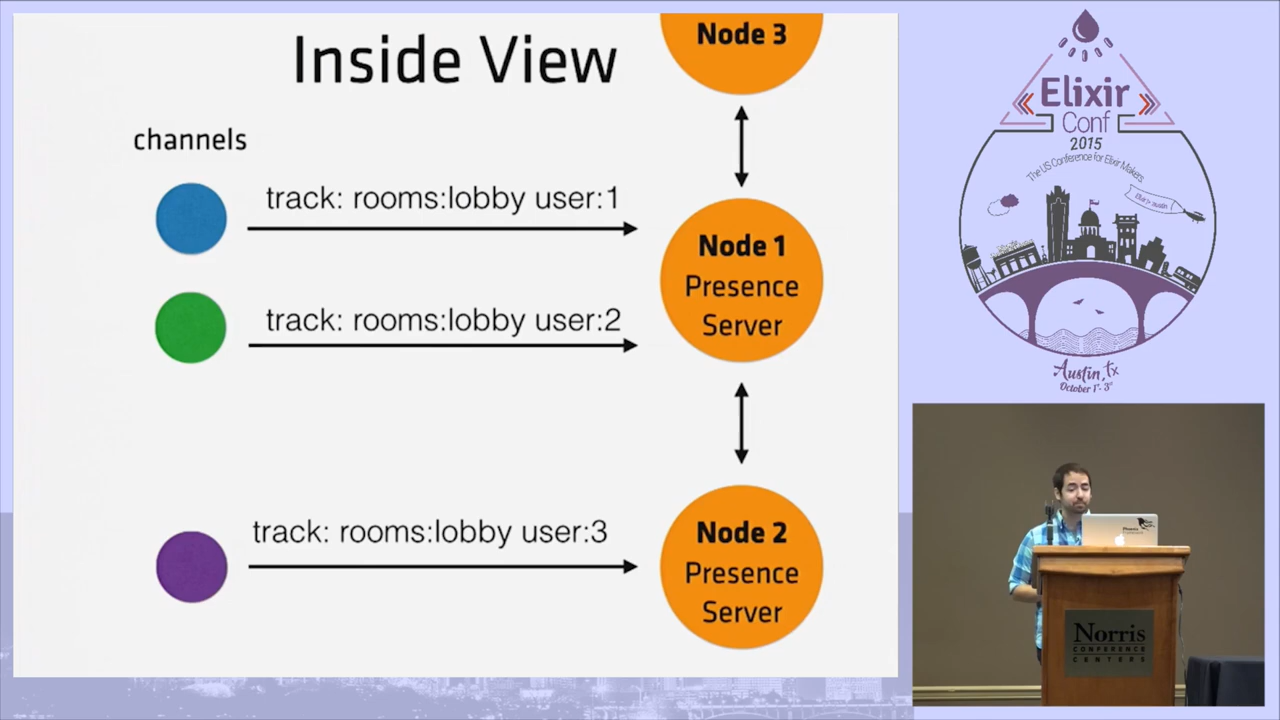 Inside View
Node 3
channels
track: rooms:lobby user:1
Node 1
Presence
Server
track: rooms:lobby user:2
track: rooms:lobby user:3
Node 2
Presence
Server
Elixir
Conf
2015
The US Conference for Elixir Makers
Austin, tx
October 1st - 3rd
Norris
CONFERENCE
CENTERS